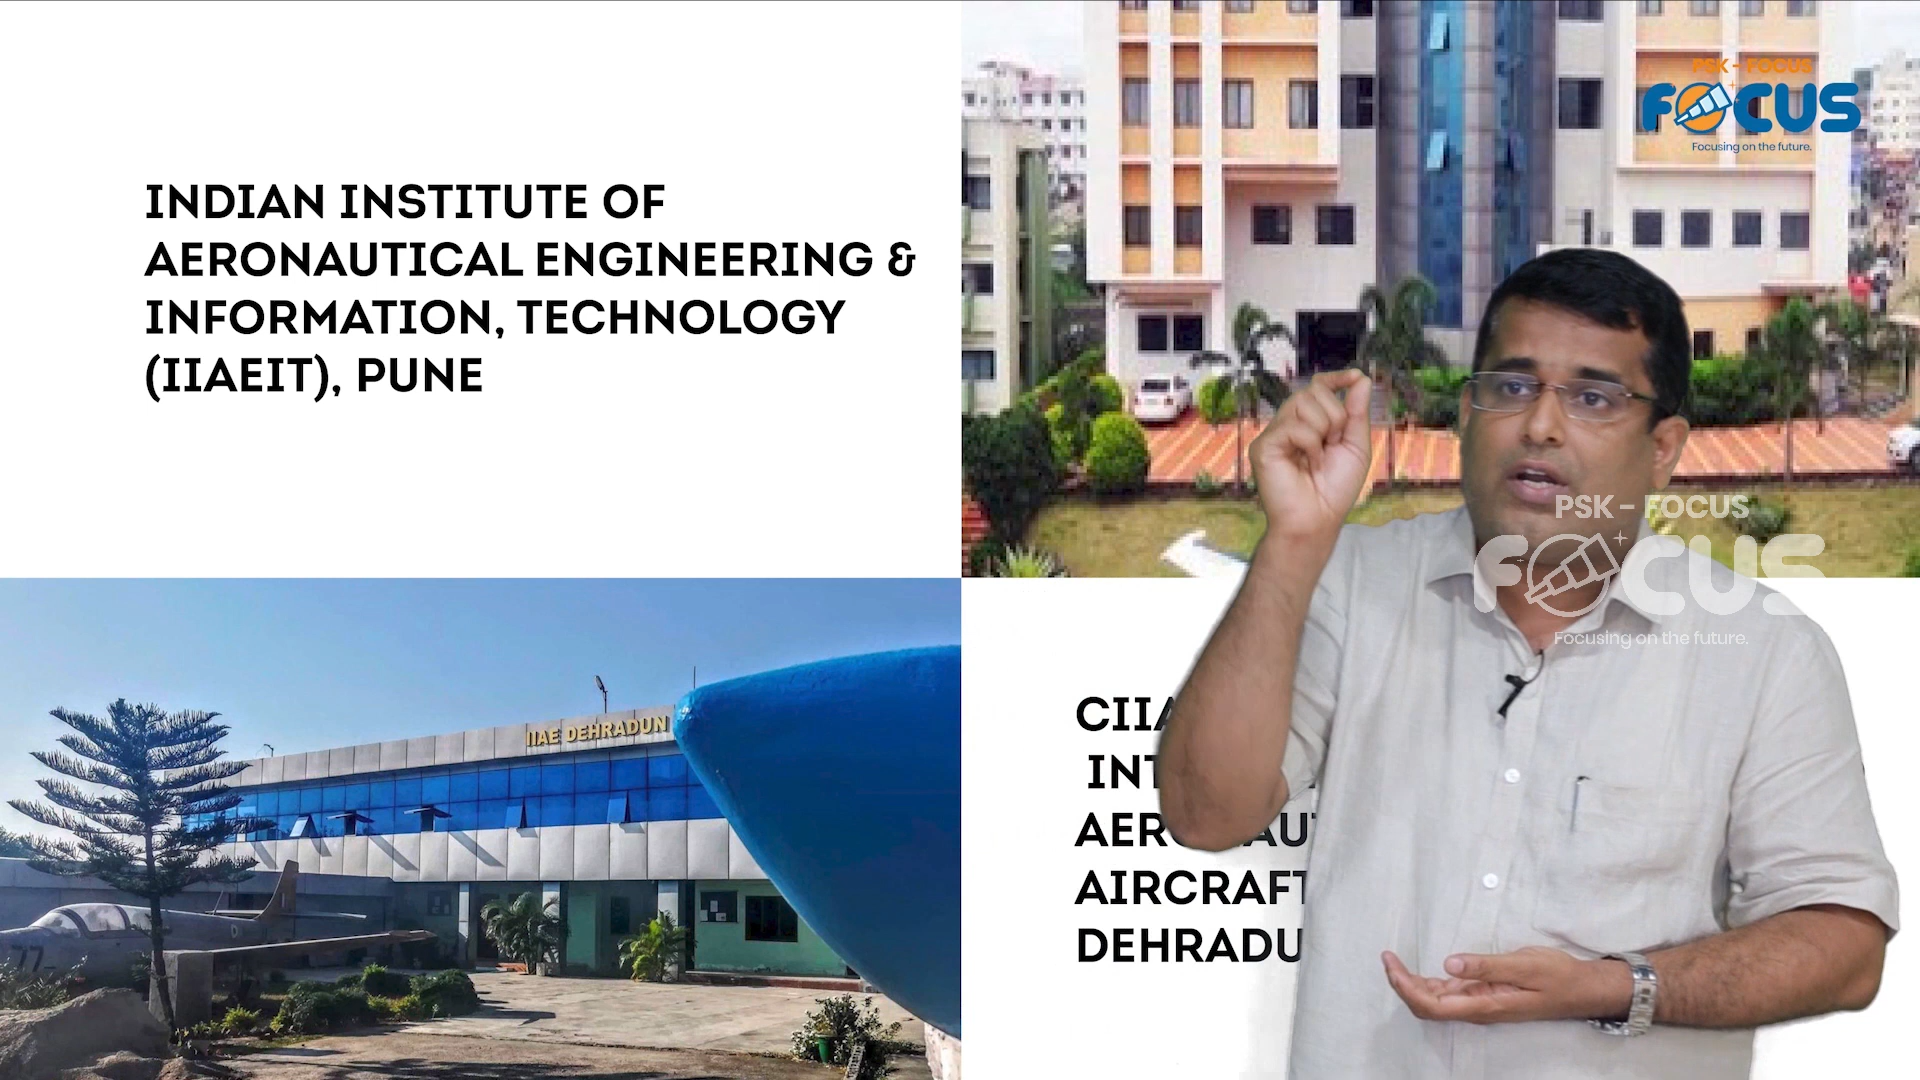 INDIAN INSTITUTE OF
AERONAUTICAL ENGINEERING &
INFORMATION, TECHNOLOGY
(IIAEIT), PUNE
PSK - FOCUS
FOCUS
Focusing on the future.
IIAE DEHRADUN
77
PSK - FOCUS
FOCUS
Focusing on the future.
AIRCRAFT